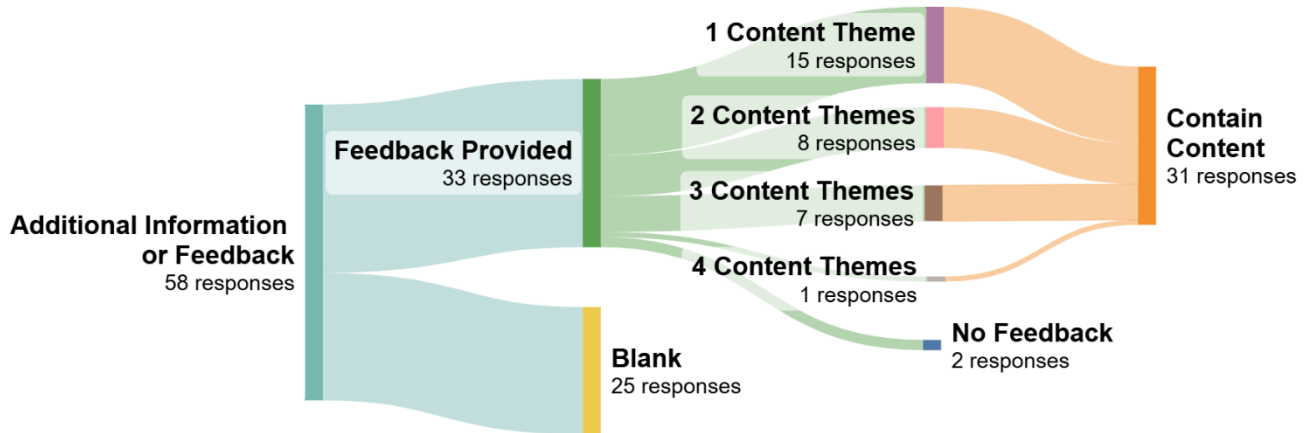 Additional Information
or Feedback
58 responses
Feedback Provided
33 responses
Blank
25 responses
1 Content Theme
15 responses
2 Content Themes
8 responses
3 Content Themes
7 responses
4 Content Themes
1 responses
No Feedback
2 responses
Contain
Content
31 responses